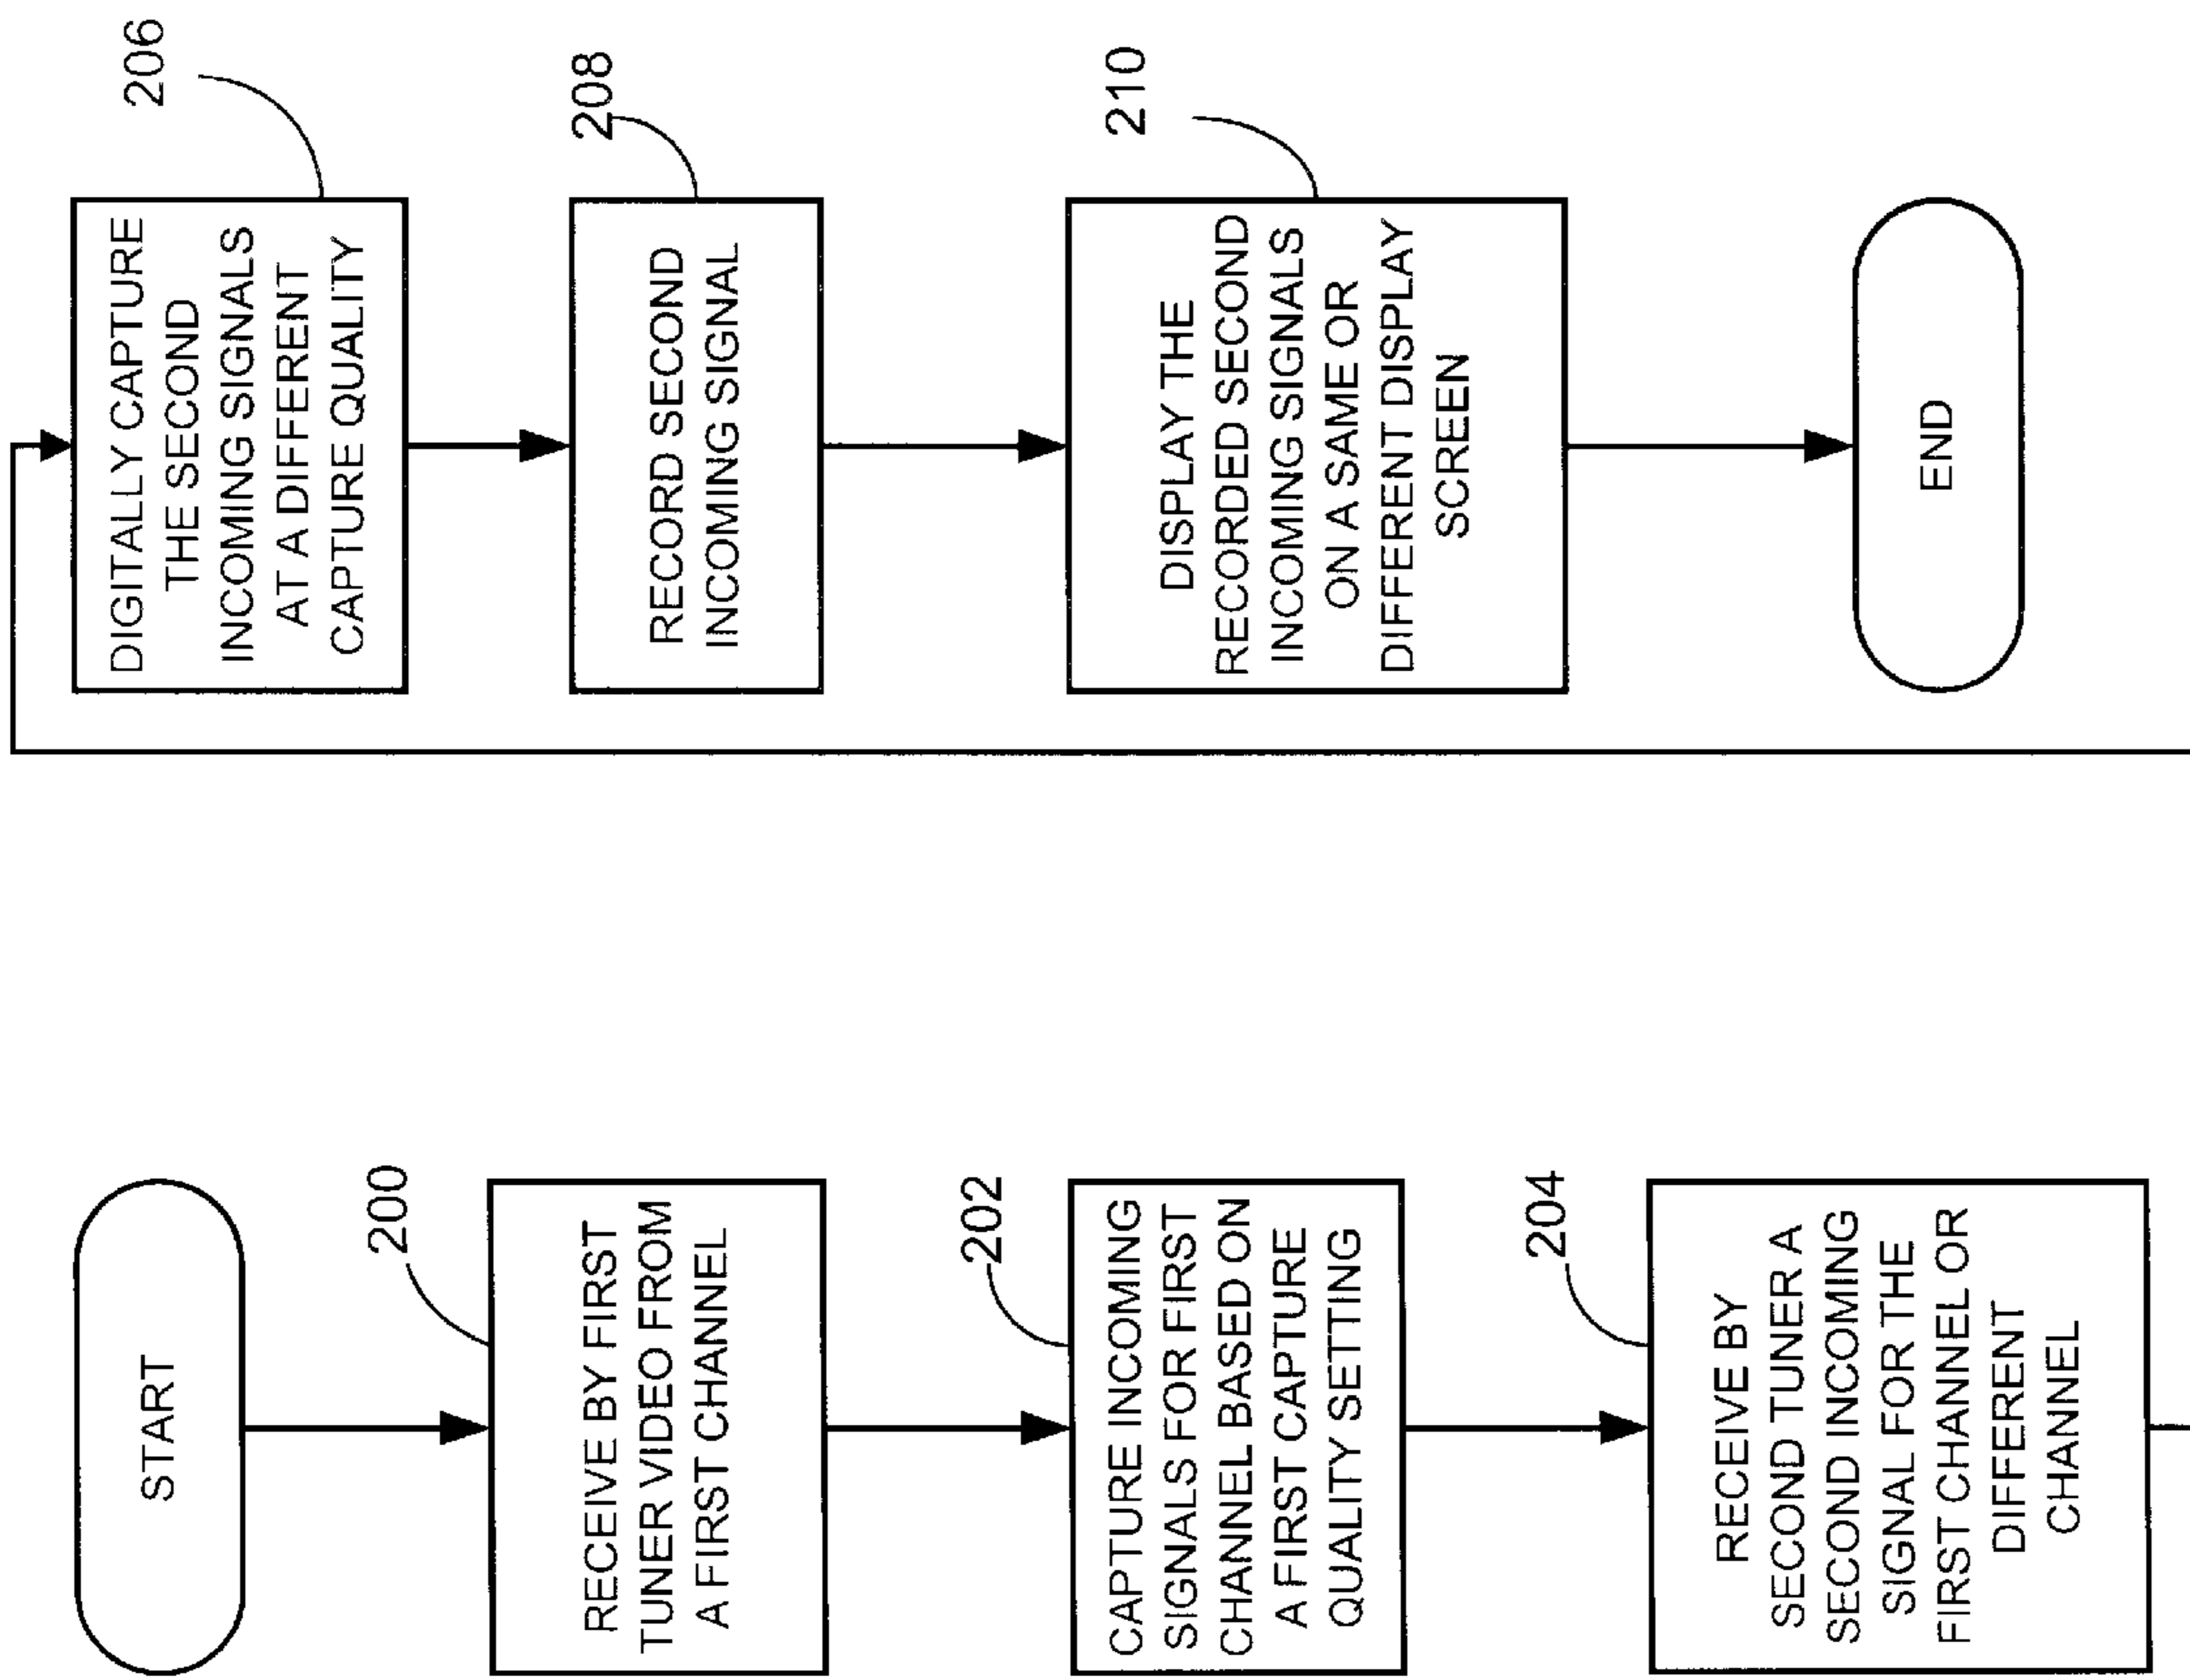 START
200
RECEIVE BY FIRST
TUNER VIDEO FROM
A FIRST CHANNEL
202
CAPTURE INCOMING
SIGNALS FOR FIRST
CHANNEL BASED ON
A FIRST CAPTURE
QUALITY SETTING
204
RECEIVE BY
SECOND TUNER A
SECOND INCOMING
SIGNAL FOR THE
FIRST CHANNEL OR
DIFFERENT
CHANNEL
206
DIGITALLY CAPTURE
THE SECOND
INCOMING SIGNALS
AT A DIFFERENT
CAPTURE QUALITY
208
RECORD SECOND
INCOMING SIGNAL
210
DISPLAY THE
RECORDED SECOND
INCOMING SIGNALS
ON A SAME OR
DIFFERENT DISPLAY
SCREEN
END